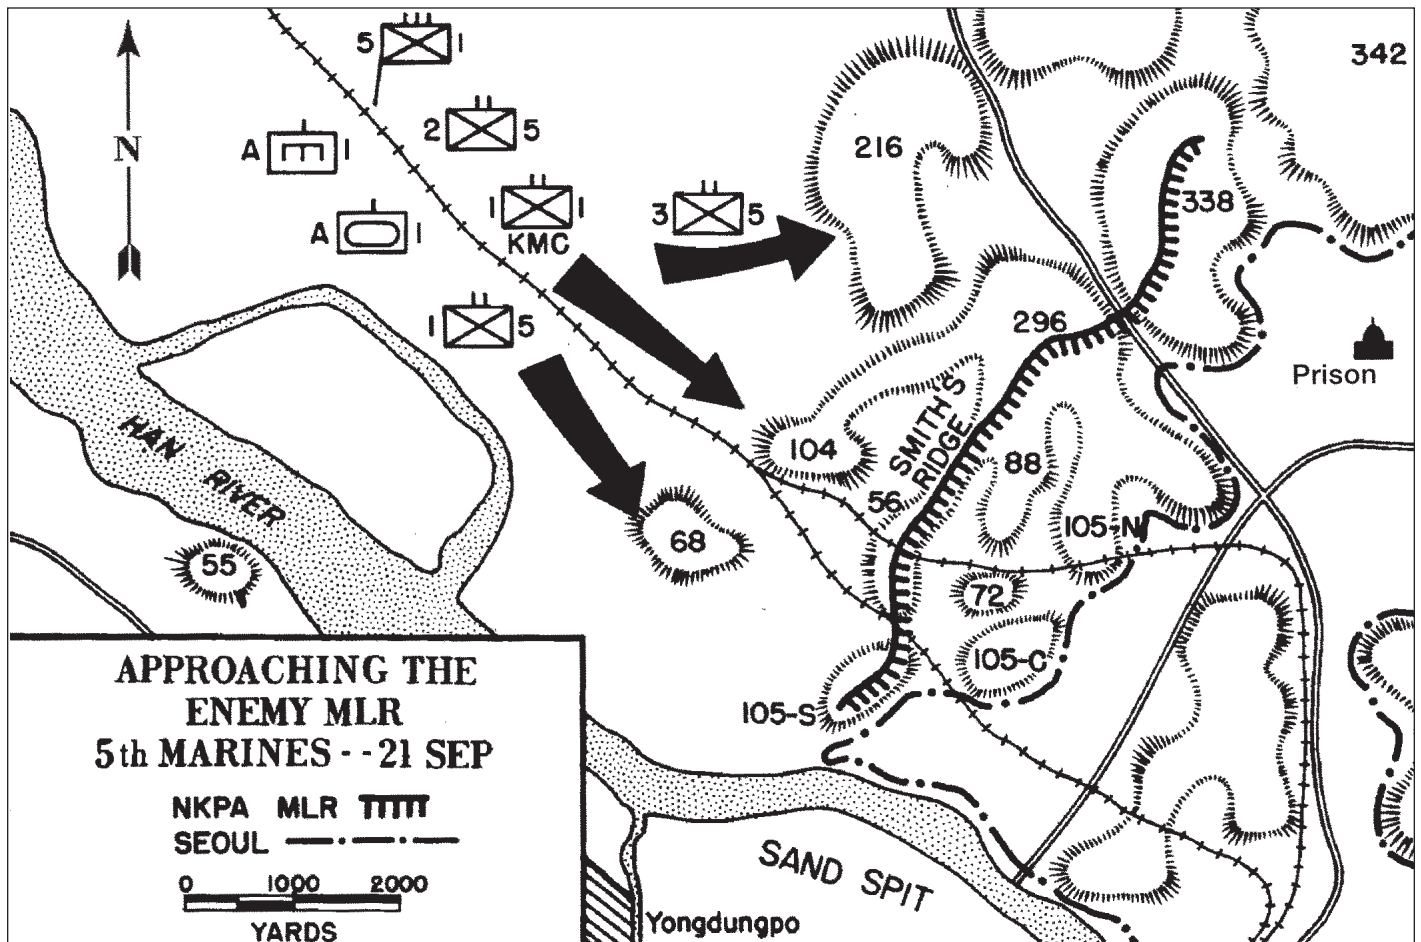 5 1
342
N
A 1
2 5
216
1 1
KMC
3 5
338
A 1
1 5
296
Prison
HAN
RIVER
SMITH'S
RIDGE
104
88
56
105-N
68
55
72
105-C
105-S
APPROACHING THE
ENEMY MLR
5th MARINES--21 SEP
NKPA MLR
SEOUL
0 1000 2000
YARDS
SAND SPIT
Yongdungpo